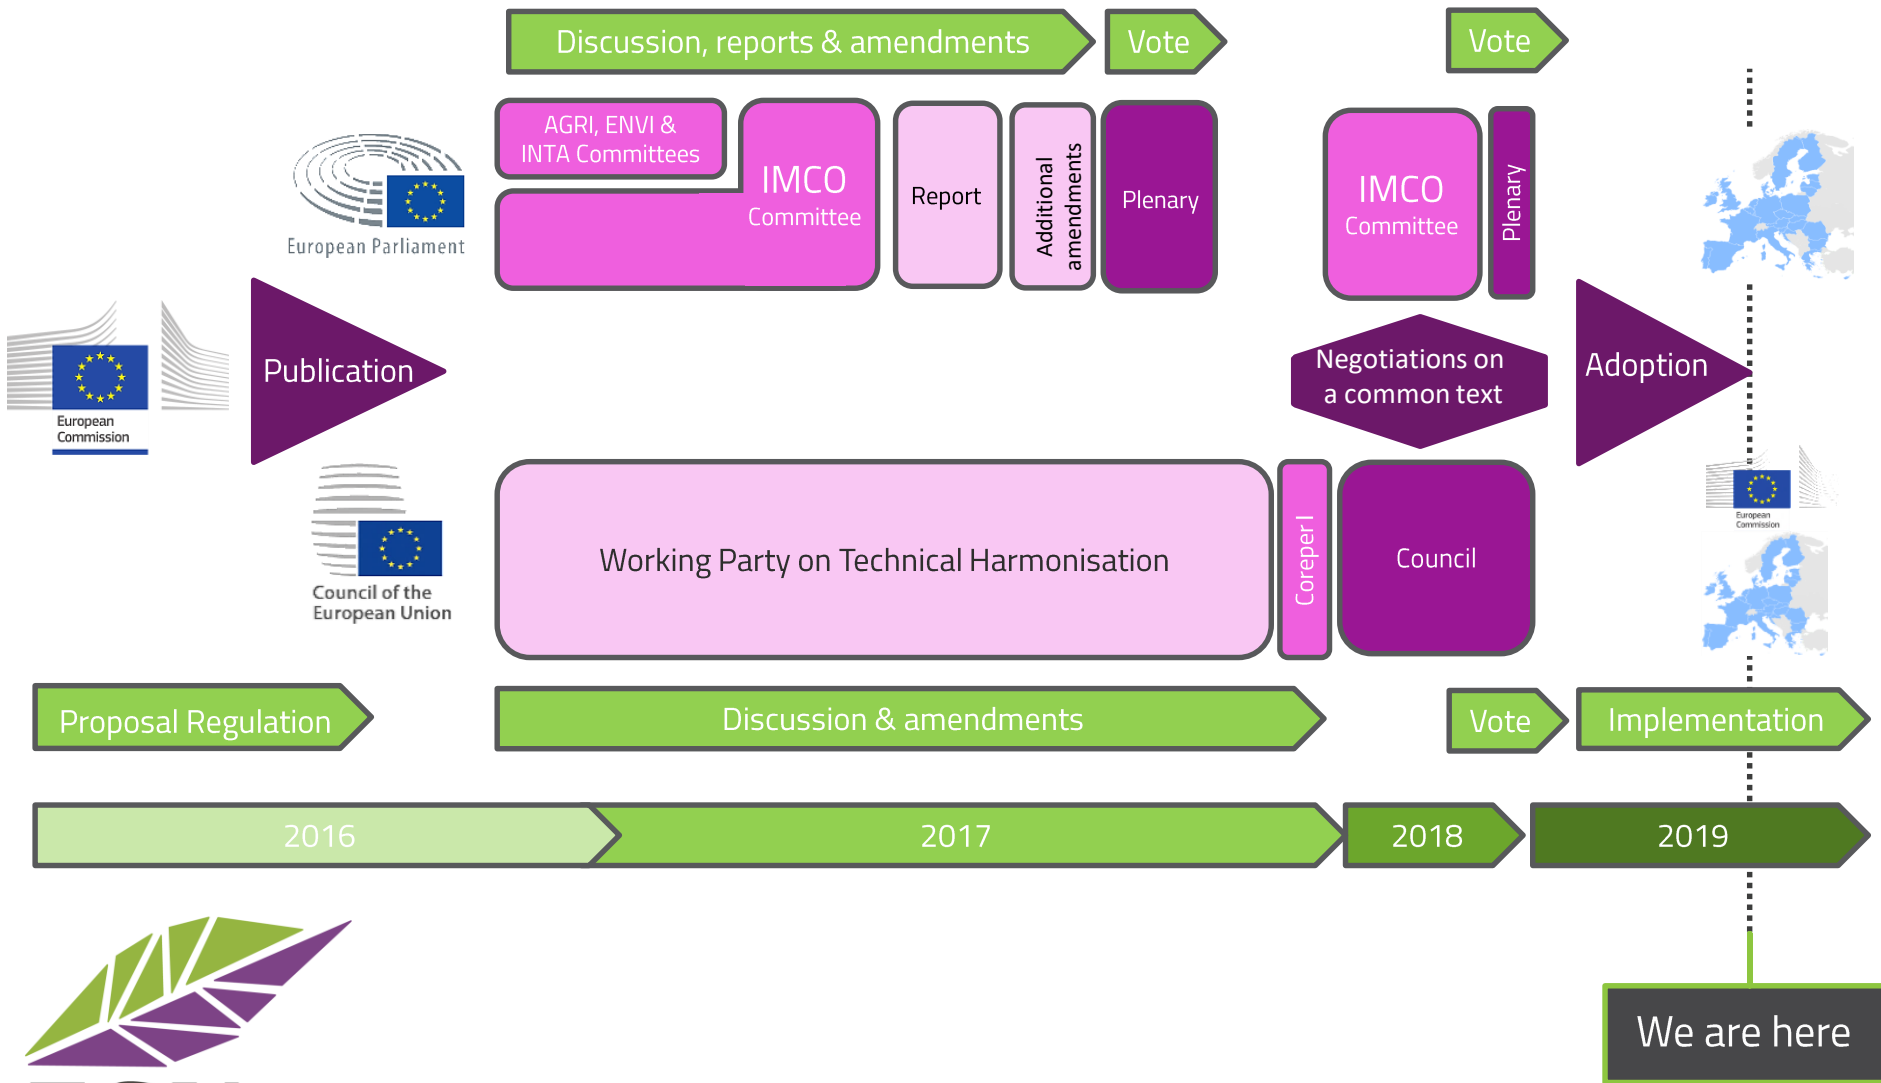 Discussion, reports & amendments
Vote
Vote
AGRI, ENVI &
INTA Committees
IMCO
Committee
Report
Additional
amendments
Plenary
IMCO
Committee
Plenary
European Parliament
European
Commission
Publication
Negotiations on
a common text
Adoption
Council of the
European Union
Working Party on Technical Harmonisation
Coreper I
Council
European
Commission
Proposal Regulation
Discussion & amendments
Vote
Implementation
2016
2017
2018
2019
We are here